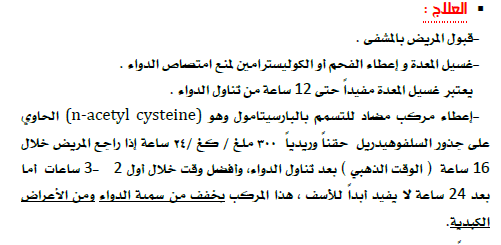 ▪ العلاج :
-قبول المريض بالمشفى .
-غسيل المعدة و إعطاء الفحم أو الكوليسترامين لمنع امتصاص الدواء .
يعتبر غسيل المعدة مفيداً حتى 12 ساعة من تناول الدواء .
-إعطاء مركب مضاد للتسمم بالبارسيتامول وهو (n-acetyl cysteine) الحاوي
على جذور السلفوهيدريل حقناً وريدياً ٣٠٠ ملغ / كغ /٢٤ ساعة إذا راجع المريض خلال
16 ساعة ( الوقت الذهبي ) بعد تناول الدواء، وأفضل وقت خلال أول 2 -3 ساعات أما
بعد 24 ساعة لا يفيد أبداً للأسف ، هذا المركب يخفف من سمية الدواء ومن الأعراض
الكبدية .